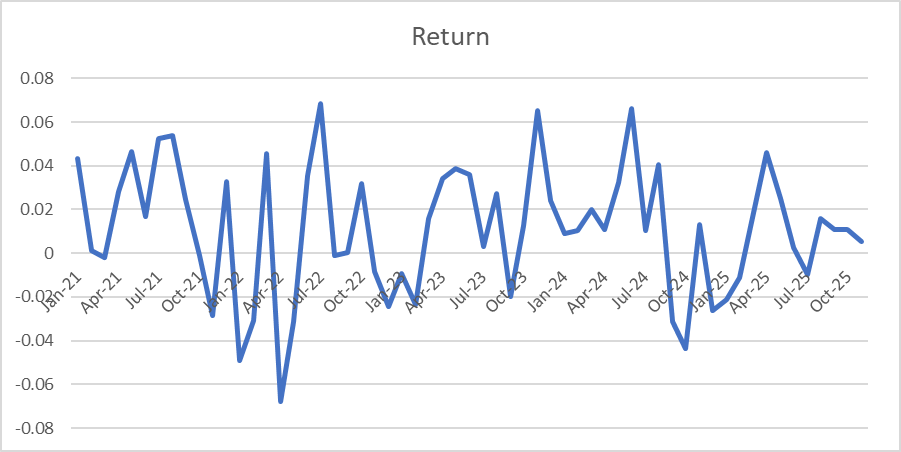 Return
0.08
0.06
0.04
0.02
0
-0.02
-0.04
-0.06
-0.08
Jan-21
Apr-21
Jul-21
Oct-21
Jan-22
Apr-22
Jul-22
Oct-22
Jan-23
Apr-23
Jul-23
Oct-23
Jan-24
Apr-24
Jul-24
Oct-24
Jan-25
Apr-25
Jul-25
Oct-25